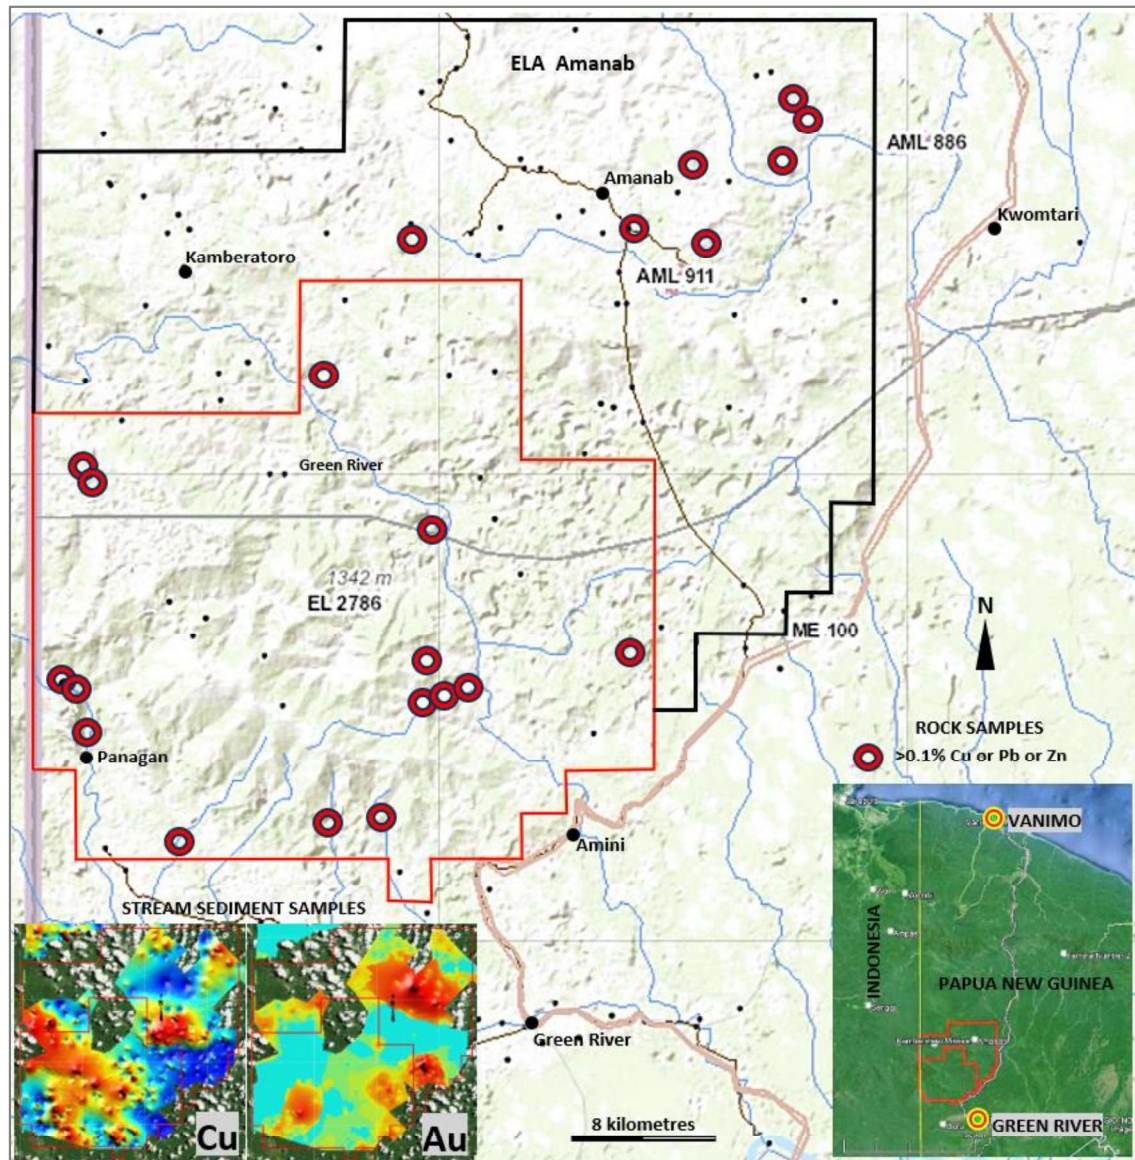 ELA Amanab
AML 886
Amanab
Kwomtari
Kamberatoro
AML 911
Green River
1342 m
EL 2786
ME 100
N
ROCK SAMPLES
>0.1% Cu or Pb or Zn
Panagan
Amini
STREAM SEDIMENT SAMPLES
Cu
Au
Green River
8 kilometres
VANIMO
INDONESIA
PAPUA NEW GUINEA
GREEN RIVER